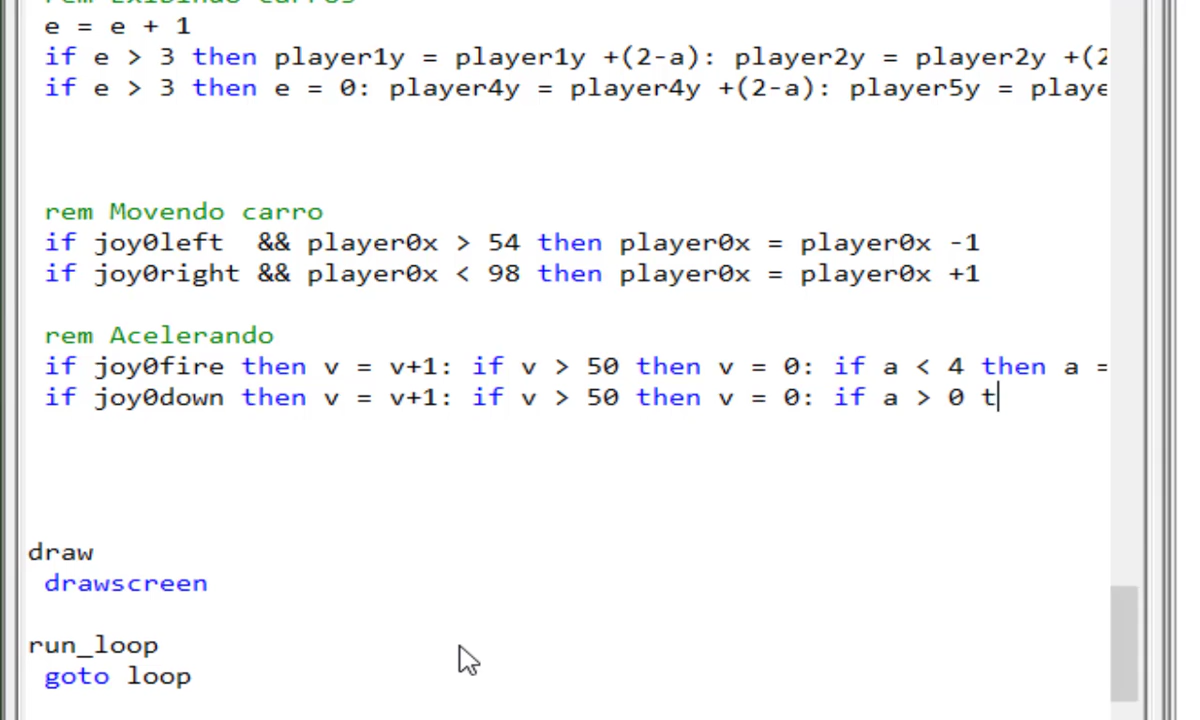 rem Exibindo carros
e = e + 1
if e > 3 then player1y = player1y +(2-a): player2y = player2y +(2
if e > 3 then e = 0: player4y = player4y +(2-a): player5y = playe
rem Movendo carro
if joy0left  && player0x > 54 then player0x = player0x -1
if joy0right && player0x < 98 then player0x = player0x +1
rem Acelerando
if joy0fire then v = v+1: if v > 50 then v = 0: if a < 4 then a =
if joy0down then v = v+1: if v > 50 then v = 0: if a > 0 t
draw
drawscreen
run_loop
goto loop